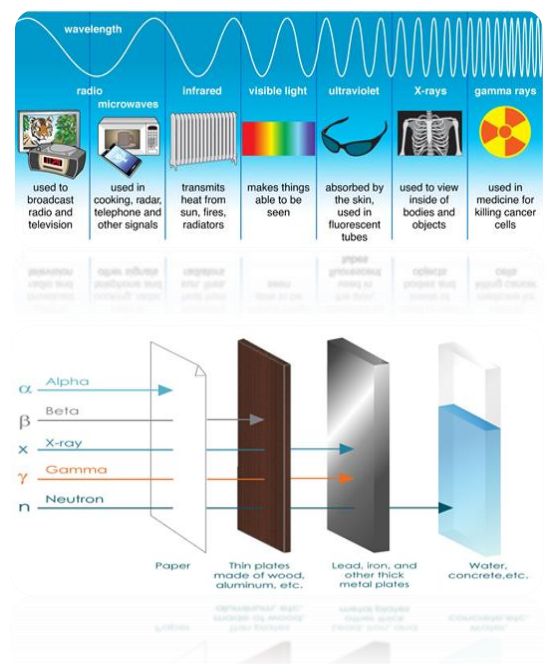 wavelength
radio
microwaves
infrared
visible light
ultraviolet
X-rays
gamma rays
used to
broadcast
radio and
television
used in
cooking, radar,
telephone and
other signals
transmits
heat from
sun, fires,
radiators
makes things
able to be
seen
absorbed by
the skin,
used in
fluorescent
tubes
used to view
inside of
bodies and
objects
used in
medicine for
killing cancer
cells
α Alpha
β Beta
x X-ray
γ Gamma
n Neutron
Paper
Thin plates
made of wood,
aluminum, etc.
Lead, iron, and
other thick
metal plates
Water,
concrete,etc.